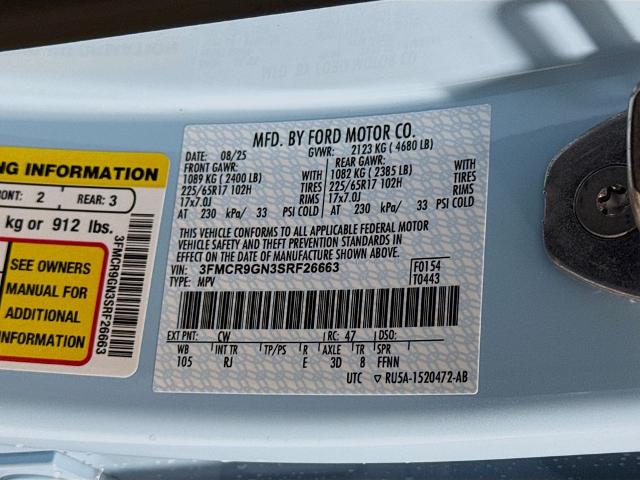 NG INFORMATION
ONT: 2 REAR: 3
kg or 912 lbs.
SEE OWNERS
MANUAL FOR
ADDITIONAL
INFORMATION
3FMCR9GN3SRF26663
MFD. BY FORD MOTOR CO.
DATE: 08/25 GVWR: 2123 KG (4680 LB)
FRONT GAWR: REAR GAWR:
1089 KG (2400 LB) WITH 1082 KG (2385 LB) WITH
225/65R17 102H TIRES 225/65R17 102H TIRES
17x7.0J RIMS 17x7.0J RIMS
AT 230 kPa/ 33 PSI COLD AT 230 kPa/ 33 PSI COLD
THIS VEHICLE CONFORMS TO ALL APPLICABLE FEDERAL MOTOR
VEHICLE SAFETY AND THEFT PREVENTION STANDARDS IN
EFFECT ON THE DATE OF MANUFACTURE SHOWN ABOVE.
VIN: 3FMCR9GN3SRF26663 F0154
TYPE: MPV T0443
EXT PNT: CW RC: 47 DSO:
WB INT TR TP/PS R AXLE TR SPR
105 RJ E 3D 8 FFNN
UTC RU5A-1520472-AB